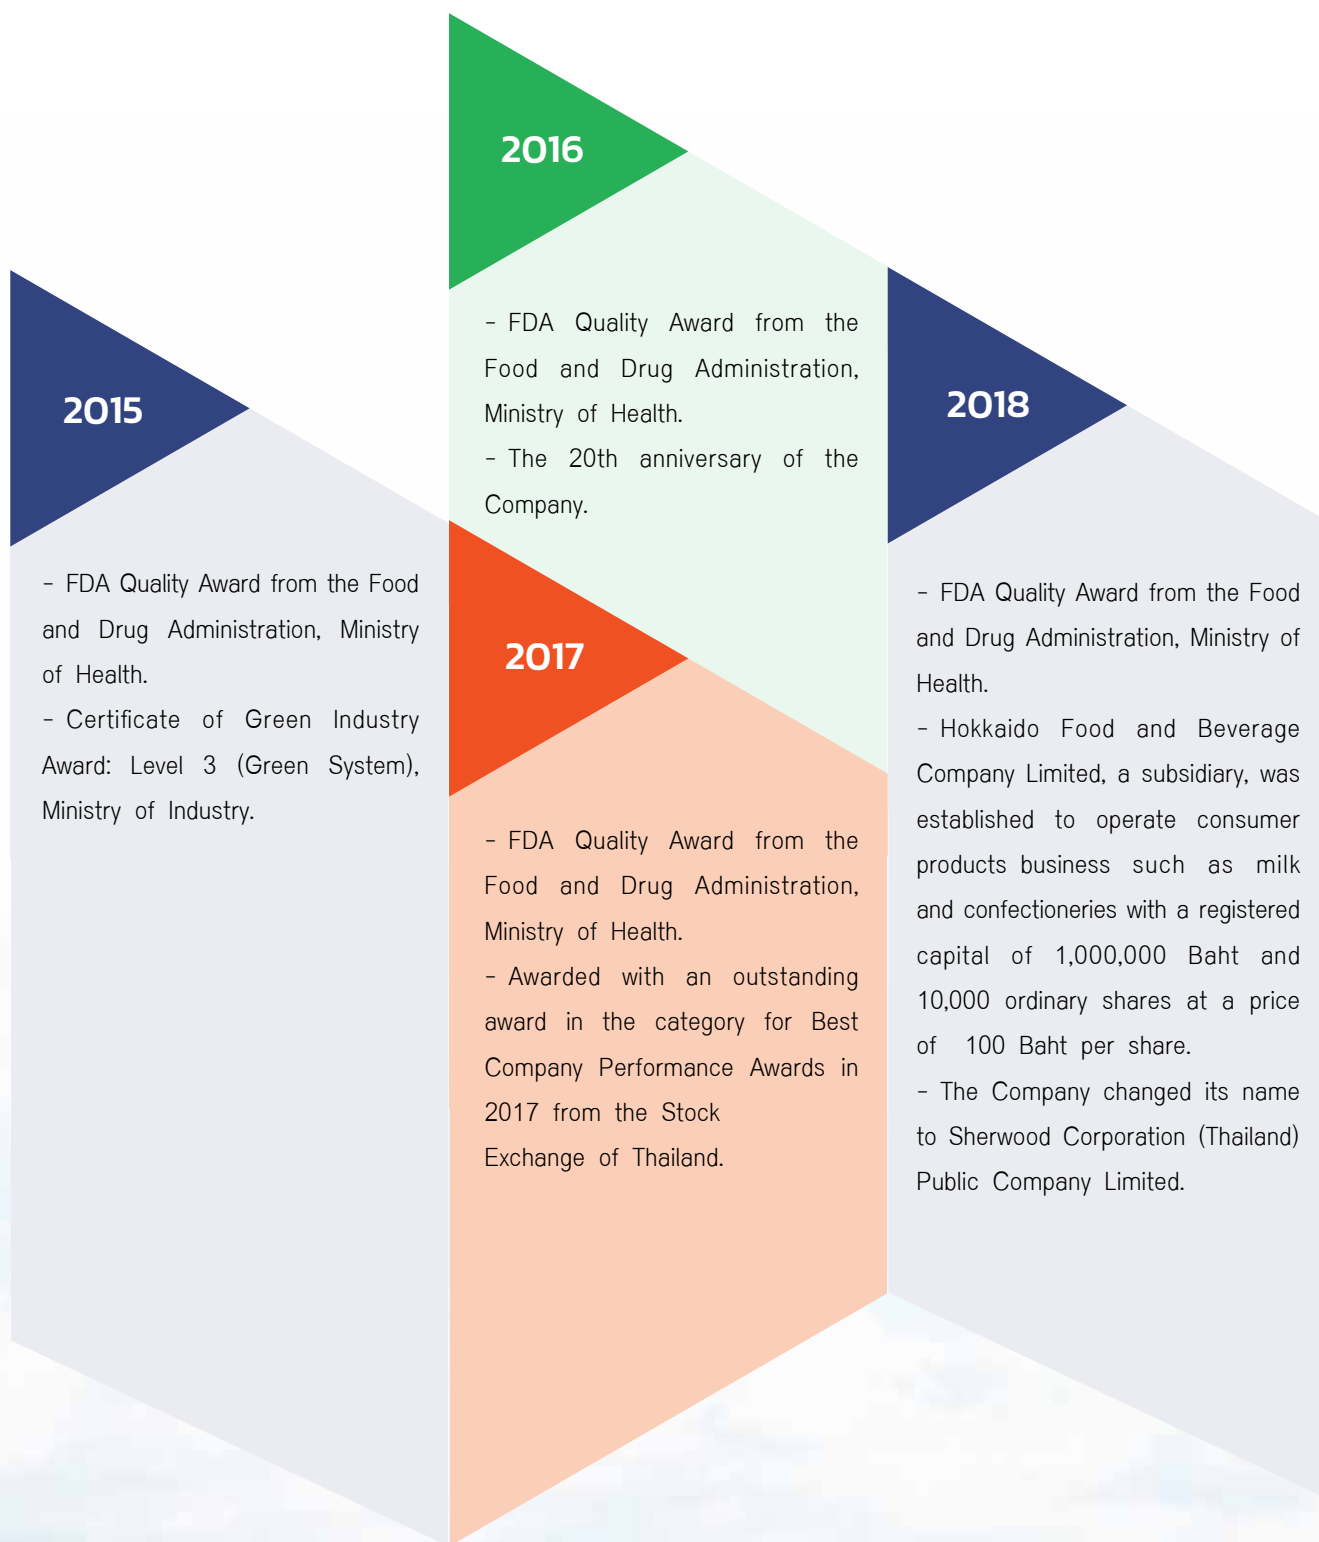 2015
- FDA Quality Award from the Food
and Drug Administration, Ministry
of Health.
- Certificate of Green Industry
Award: Level 3 (Green System),
Ministry of Industry.
2016
- FDA Quality Award from the
Food and Drug Administration,
Ministry of Health.
- The 20th anniversary of the
Company.
2017
- FDA Quality Award from the
Food and Drug Administration,
Ministry of Health.
- Awarded with an outstanding
award in the category for Best
Company Performance Awards in
2017 from the Stock
Exchange of Thailand.
2018
- FDA Quality Award from the Food
and Drug Administration, Ministry of
Health.
- Hokkaido Food and Beverage
Company Limited, a subsidiary, was
established to operate consumer
products business such as milk
and confectioneries with a registered
capital of 1,000,000 Baht and
10,000 ordinary shares at a price
of 100 Baht per share.
- The Company changed its name
to Sherwood Corporation (Thailand)
Public Company Limited.